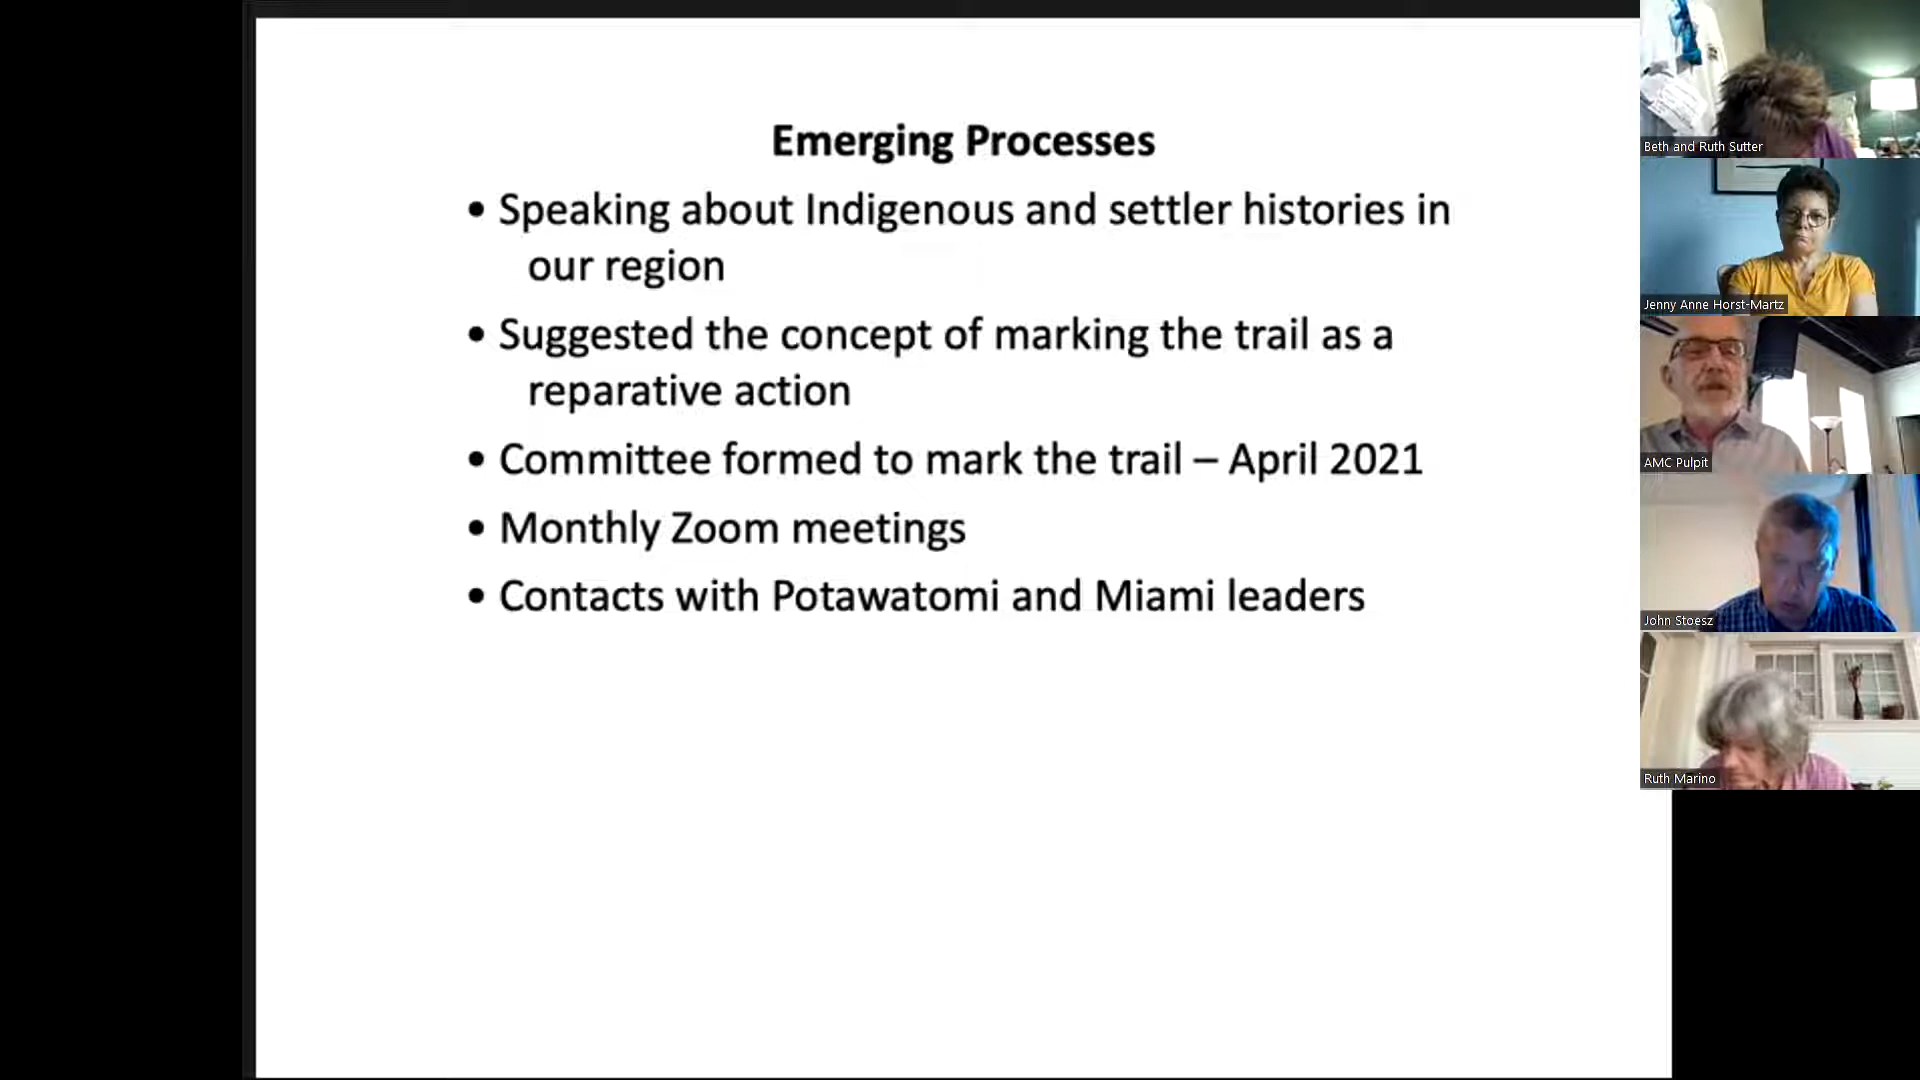 Emerging Processes
• Speaking about Indigenous and settler histories in
our region
• Suggested the concept of marking the trail as a
reparative action
• Committee formed to mark the trail – April 2021
• Monthly Zoom meetings
• Contacts with Potawatomi and Miami leaders
Beth and Ruth Sutter
Jenny Anne Horst-Martz
AMC Pulpit
John Stoesz
Ruth Marino